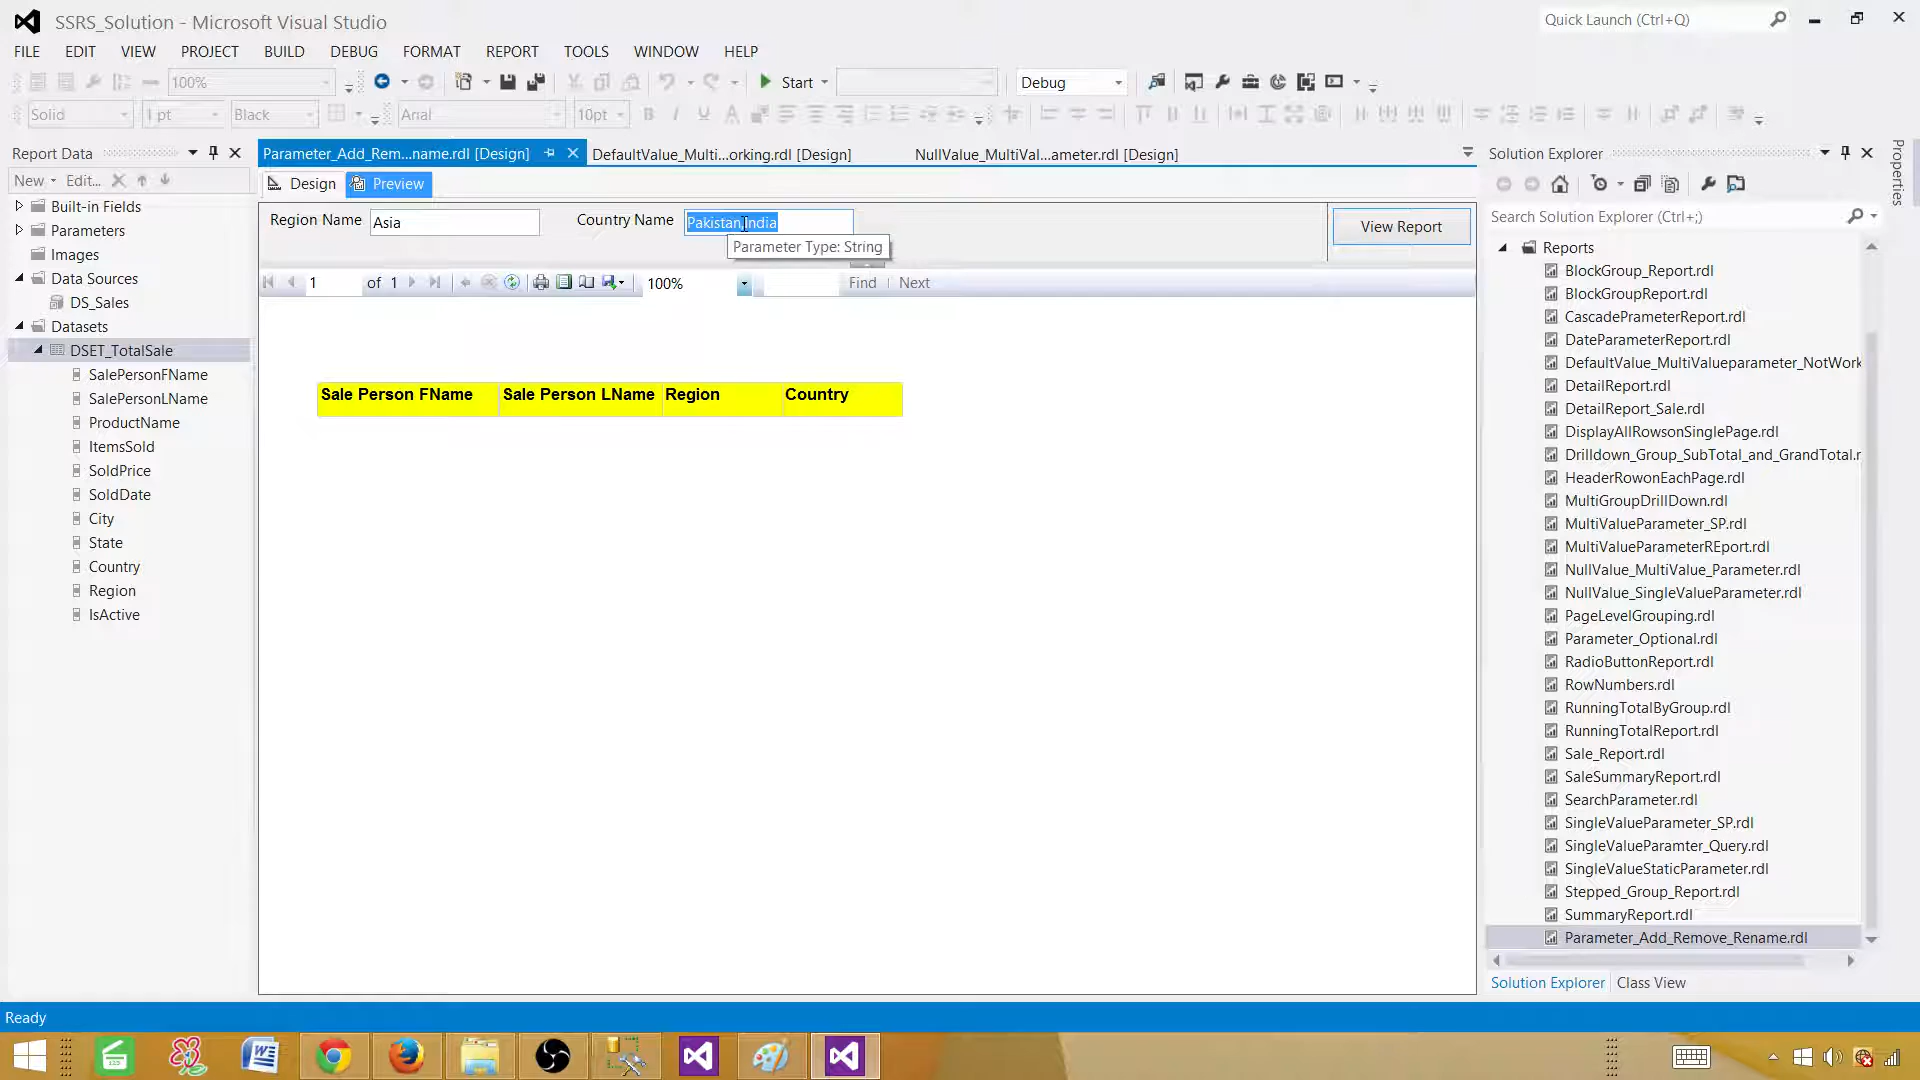 SSRS_Solution - Microsoft Visual Studio
Quick Launch (Ctrl+Q)
FILE EDIT VIEW PROJECT BUILD DEBUG FORMAT REPORT TOOLS WINDOW HELP
100% Start Debug
Solid 1 pt Black Arial 10pt B I U A
Report Data
New Edit...
Built-in Fields
Parameters
Images
Data Sources
DS_Sales
Datasets
DSET_TotalSale
SalePersonFName
SalePersonLName
ProductName
ItemsSold
SoldPrice
SoldDate
City
State
Country
Region
IsActive
Parameter_Add_Rem...name.rdl [Design] DefaultValue_Multi...orking.rdl [Design] NullValue_MultiVal...ameter.rdl [Design]
Design Preview
Region Name Asia Country Name Pakistan,India View Report
Parameter Type: String
1 of 1 100% Find Next
Sale Person FName Sale Person LName Region Country
Solution Explorer
Search Solution Explorer (Ctrl+;)
Reports
BlockGroup_Report.rdl
BlockGroupReport.rdl
CascadePrameterReport.rdl
DateParameterReport.rdl
DefaultValue_MultiValueparameter_NotWork
DetailReport.rdl
DetailReport_Sale.rdl
DisplayAllRowsonSinglePage.rdl
Drilldown_Group_SubTotal_and_GrandTotal.r
HeaderRowonEachPage.rdl
MultiGroupDrillDown.rdl
MultiValueParameter_SP.rdl
MultiValueParameterREport.rdl
NullValue_MultiValue_Parameter.rdl
NullValue_SingleValueParameter.rdl
PageLevelGrouping.rdl
Parameter_Optional.rdl
RadioButtonReport.rdl
RowNumbers.rdl
RunningTotalByGroup.rdl
RunningTotalReport.rdl
Sale_Report.rdl
SaleSummaryReport.rdl
SearchParameter.rdl
SingleValueParameter_SP.rdl
SingleValueParamter_Query.rdl
SingleValueStaticParameter.rdl
Stepped_Group_Report.rdl
SummaryReport.rdl
Parameter_Add_Remove_Rename.rdl
Solution Explorer Class View
Properties
Ready